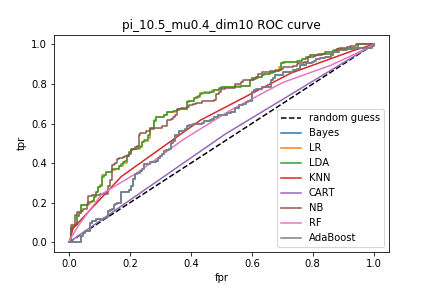 pi_10.5_mu0.4_dim10 ROC curve
1.0
0.8
0.6
0.4
0.2
0.0
tpr
random guess
Bayes
LR
LDA
KNN
CART
NB
RF
AdaBoost
0.0 0.2 0.4 0.6 0.8 1.0
fpr